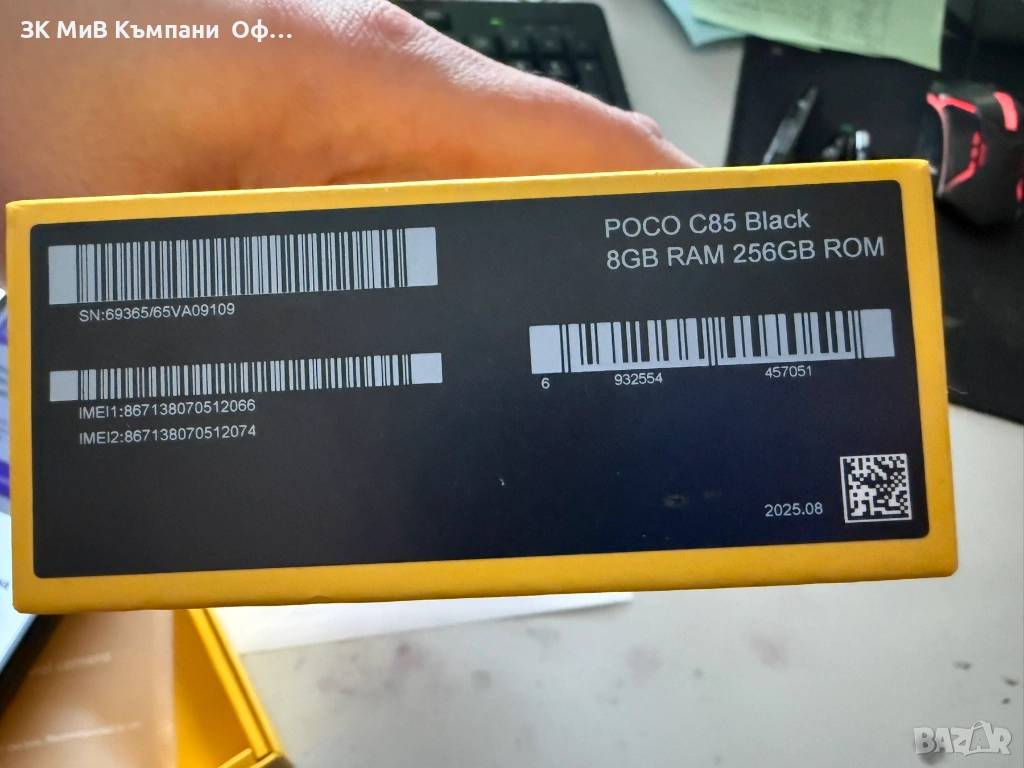 ЗК МиВ Къмпани Оф...
POCO C85 Black
8GB RAM 256GB ROM
SN:69365/65VA09109
6 932554 457051
IMEI1:867138070512066
IMEI2:867138070512074
2025.08
BAZAR